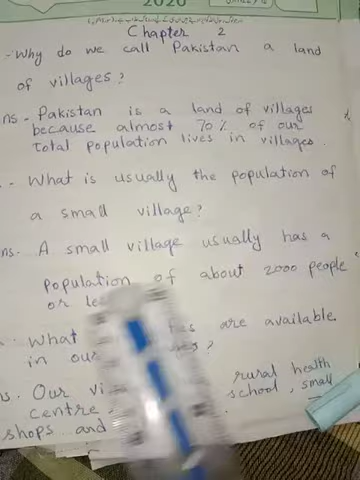 2020
Chapter 2
- Why do we call Pakistan a land
of villages?
ns - Pakistan is a land of villages
because almost 70% of our
total population lives in villages.
- What is usually the population of
a small village?
ns. A small village usually has a
population of about 2000 people
or
What are available
in our ?
s. Our rural health
centre, school, small
shops and